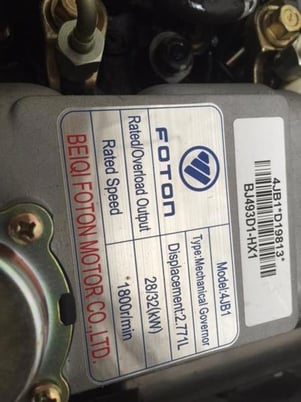 FOTON
Model:4JB1
Type:Mechanical Governor
Displacement:2.771L
Rated/Overload Output 28/32(kW)
Rated Speed *1800r/min
BEIQI FOTON MOTOR CO.,LTD.
4JB1*D19813*
BJ493D1-HX1